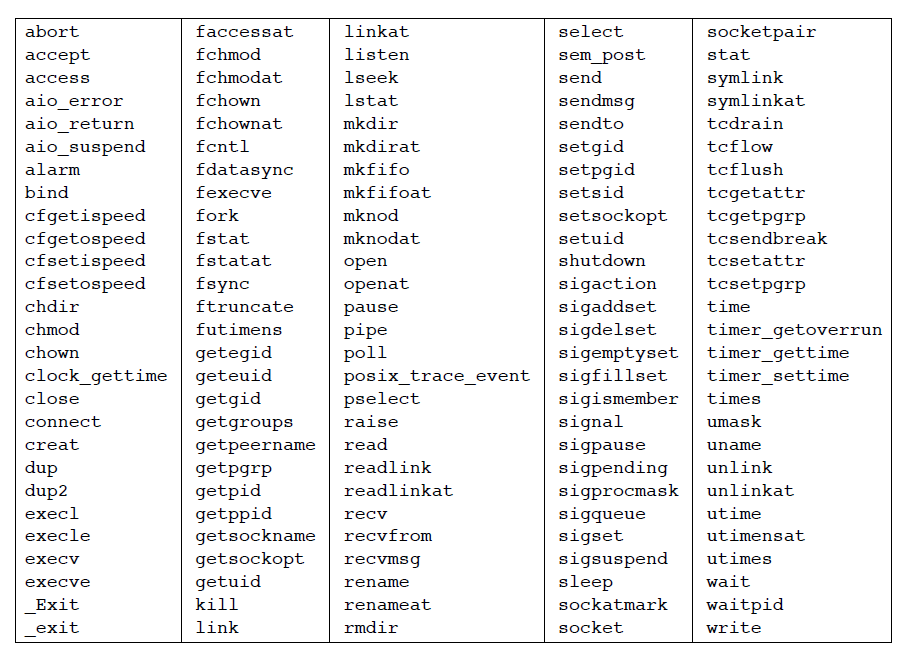 abort
accept
access
aio_error
aio_return
aio_suspend
alarm
bind
cfgetispeed
cfgetospeed
cfsetispeed
cfsetospeed
chdir
chmod
chown
clock_gettime
close
connect
creat
dup
dup2
execl
execle
execv
execve
_Exit
_exit
faccessat
fchmod
fchmodat
fchown
fchownat
fcntl
fdatasync
fexecve
fork
fstat
fstatat
fsync
ftruncate
futimens
getegid
geteuid
getgid
getgroups
getpeername
getpgrp
getpid
getppid
getsockname
getsockopt
getuid
kill
link
linkat
listen
lseek
lstat
mkdir
mkdirat
mkfifo
mkfifoat
mknod
mknodat
open
openat
pause
pipe
poll
posix_trace_event
pselect
raise
read
readlink
readlinkat
recv
recvfrom
recvmsg
rename
renameat
rmdir
select
sem_post
send
sendmsg
sendto
setgid
setpgid
setsid
setsockopt
setuid
shutdown
sigaction
sigaddset
sigdelset
sigemptyset
sigfillset
sigismember
signal
sigpause
sigpending
sigprocmask
sigqueue
sigset
sigsuspend
sleep
sockatmark
socket
socketpair
stat
symlink
symlinkat
tcdrain
tcflow
tcflush
tcgetattr
tcgetpgrp
tcsendbreak
tcsetattr
tcsetpgrp
time
timer_getoverrun
timer_gettime
timer_settime
times
umask
uname
unlink
unlinkat
utime
utimensat
utimes
wait
waitpid
write